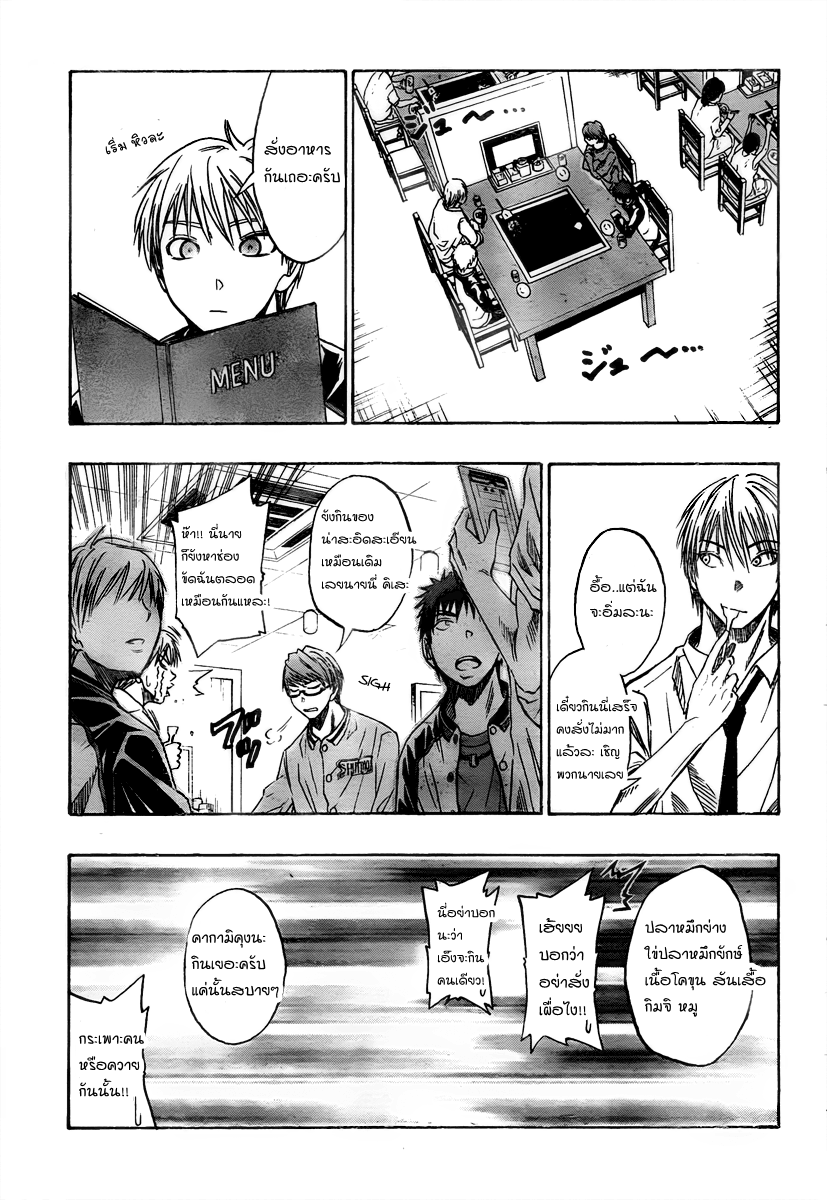 ジュ～…
ジュ～…
สั่งอาหาร
กันเถอะครับ
เริ่ม หิวละ
MENU
อื้อ..แต่ฉัน
จะอิ่มละนะ
เดี๋ยวกินนี่เสร็จ
คงสั่งไม่มาก
แล้วละ เชิญ
พวกนายเลย
ยังกินของ
น่าสะอิดสะเอียน
เหมือนเดิม
เลยนายนี่ คิเสะ
SIGH
ห๊า!! นี่นาย
ก็ยังหาช่อง
ขัดฉันตลอด
เหมือนกันแหละ!
ブッ
ปลาหมึกย่าง
ไข่ปลาหมึกยักษ์
เนื้อโคขุน สันเสื้อ
กิมจิ หมู
เฮ้ยยย
บอกว่า
อย่าสั่ง
เผื่อไง!!
นี่อย่าบอก
นะว่า
เอ็งจะกิน
คนเดียว!
คากามิคุงนะ
กินเยอะครับ
แค่นั้นสบายๆ
กระเพาะคน
หรือควาย
กันนั้น!!